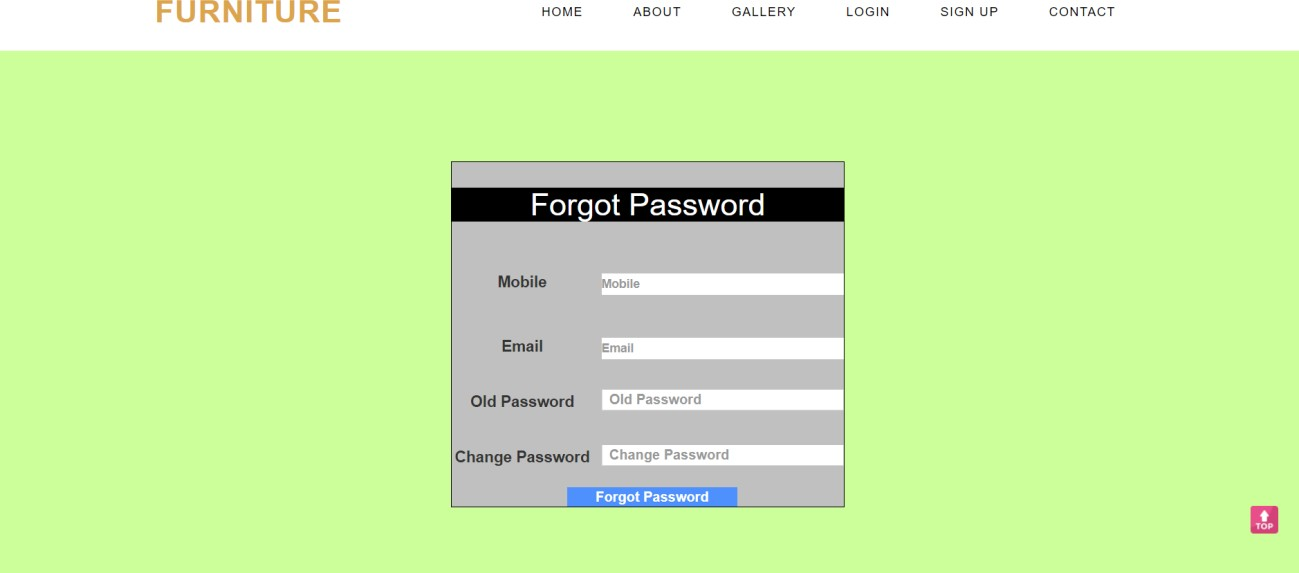 FURNITURE
HOME ABOUT GALLERY LOGIN SIGN UP CONTACT
Forgot Password
Mobile Mobile
Email Email
Old Password Old Password
Change Password Change Password
Forgot Password
TOP